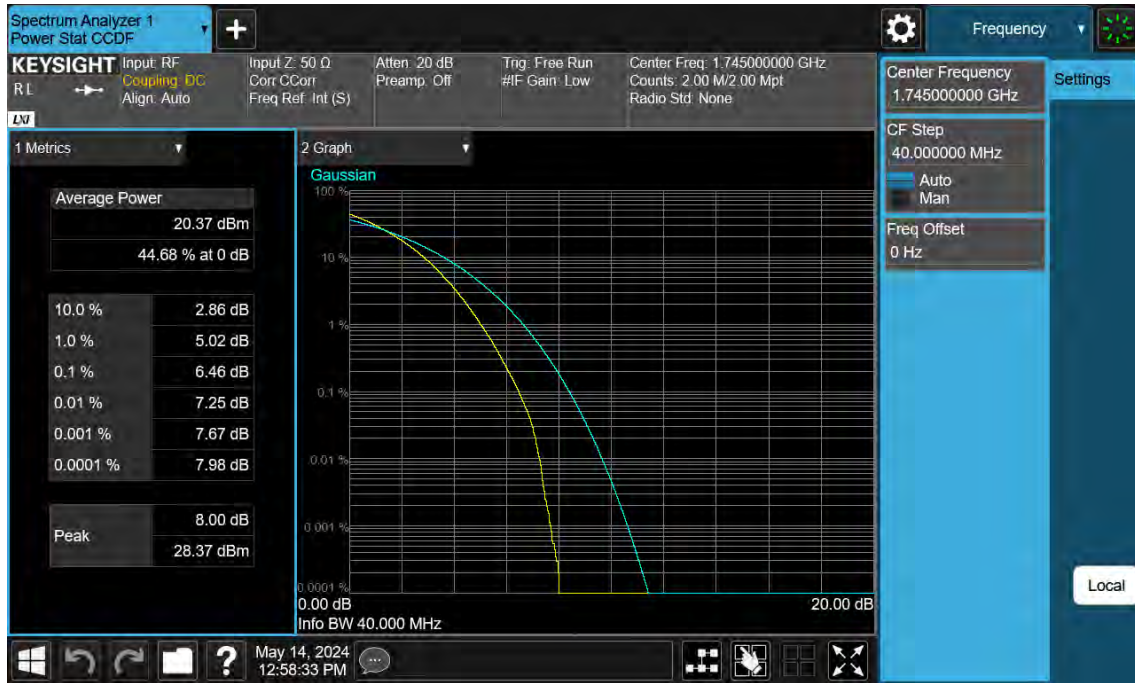 Spectrum Analyzer 1
Power Stat CCDF
+
Frequency
KEYSIGHT
R L
LXI
Input: RF
Coupling: DC
Align: Auto
Input Z: 50 Ω
Corr CCorr
Freq Ref: Int (S)
Atten: 20 dB
Preamp: Off
Trig: Free Run
#IF Gain: Low
Center Freq: 1.745000000 GHz
Counts: 2.00 M/2.00 Mpt
Radio Std: None
Center Frequency
1.745000000 GHz
Settings
CF Step
40.000000 MHz
Auto
Man
Freq Offset
0 Hz
Local
1 Metrics
Average Power
20.37 dBm
44.68 % at 0 dB
10.0 % 2.86 dB
1.0 % 5.02 dB
0.1 % 6.46 dB
0.01 % 7.25 dB
0.001 % 7.67 dB
0.0001 % 7.98 dB
Peak
8.00 dB
28.37 dBm
2 Graph
Gaussian
100 %
10 %
1 %
0.1 %
0.01 %
0.001 %
0.0001 %
0.00 dB 20.00 dB
Info BW 40.000 MHz
?
May 14, 2024
12:58:33 PM